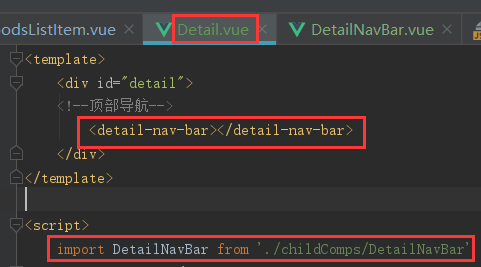 oodsListItem.vue × Detail.vue × DetailNavBar.vue ×
<template>
<div id="detail">
<!--顶部导航-->
<detail-nav-bar></detail-nav-bar>
</div>
</template>
<script>
import DetailNavBar from './childComps/DetailNavBar'